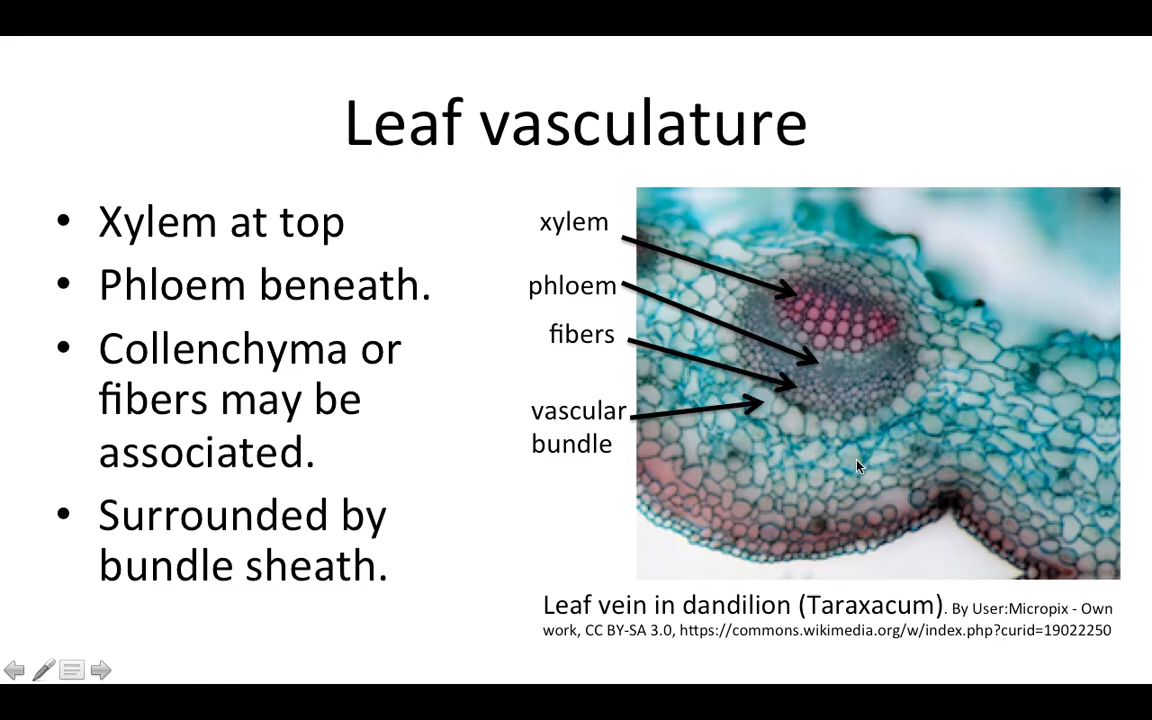 Leaf vasculature
• Xylem at top
• Phloem beneath.
• Collenchyma or
fibers may be
associated.
• Surrounded by
bundle sheath.
xylem
phloem
fibers
vascular
bundle
Leaf vein in dandilion (Taraxacum). By User:Micropix - Own
work, CC BY-SA 3.0, https://commons.wikimedia.org/w/index.php?curid=19022250